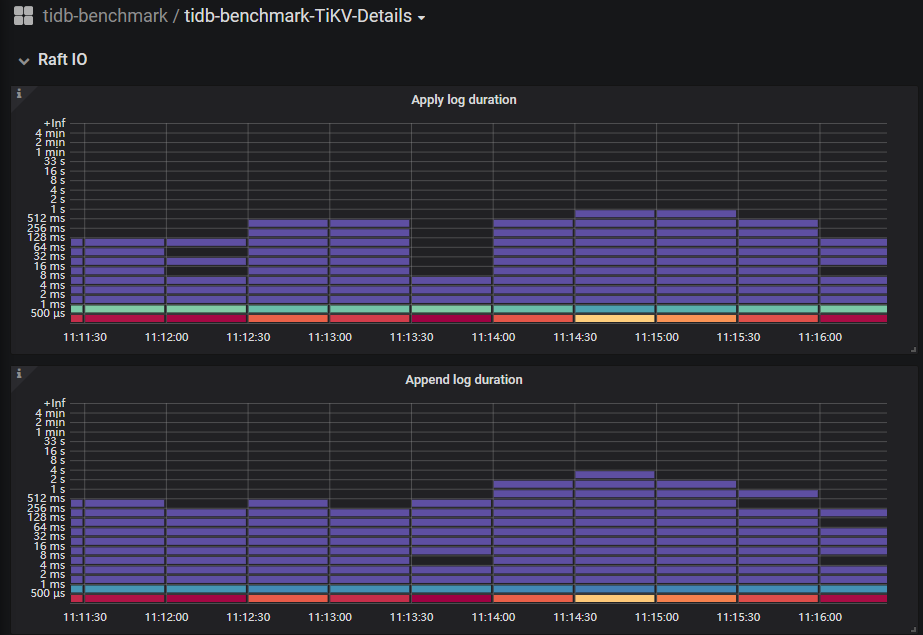 tidb-benchmark / tidb-benchmark-TiKV-Details
Raft IO
i
Apply log duration
+Inf
4 min
2 min
1 min
33 s
16 s
8 s
4 s
2 s
1 s
512 ms
256 ms
128 ms
64 ms
32 ms
16 ms
8 ms
4 ms
2 ms
1 ms
500 µs
11:11:30 11:12:00 11:12:30 11:13:00 11:13:30 11:14:00 11:14:30 11:15:00 11:15:30 11:16:00
i
Append log duration
+Inf
4 min
2 min
1 min
33 s
16 s
8 s
4 s
2 s
1 s
512 ms
256 ms
128 ms
64 ms
32 ms
16 ms
8 ms
4 ms
2 ms
1 ms
500 µs
11:11:30 11:12:00 11:12:30 11:13:00 11:13:30 11:14:00 11:14:30 11:15:00 11:15:30 11:16:00